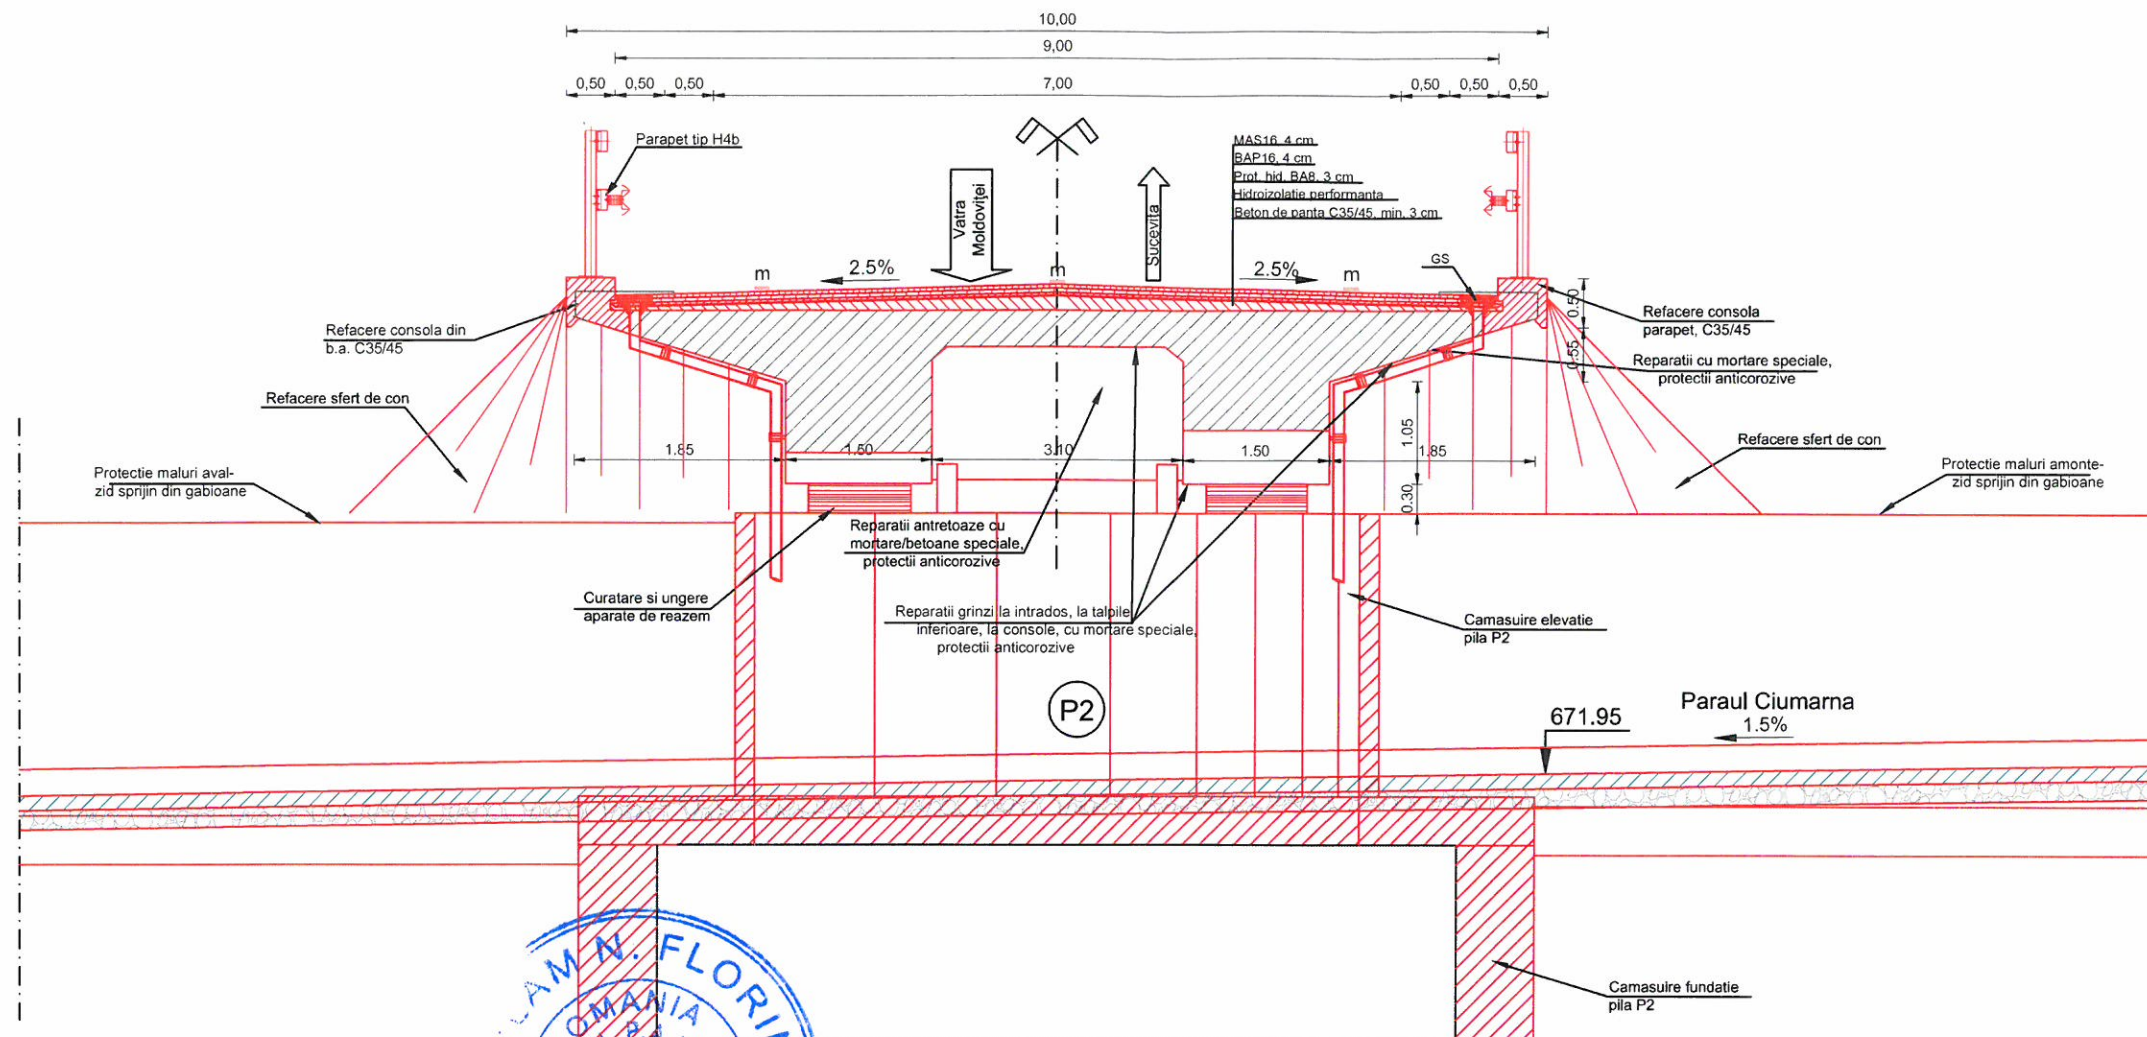 10,00
9,00
0,50 0,50 0,50 7,00 0,50 0,50 0,50
Parapet tip H4b
MAS16, 4 cm
BAP16, 4 cm
Prot. hid. BA8, 3 cm
Hidroizolatie performanta
Beton de panta C35/45, min. 3 cm
Vatra
Moldoviței
Sucevița
m 2.5% m 2.5% m
GS
0.50
0.55
Refacere consola
parapet, C35/45
Refacere consola din
b.a. C35/45
Reparatii cu mortare speciale,
protectii anticorozive
Refacere sfert de con
Refacere sfert de con
1.85 1.50 3.10 1.50 1.85
1.05
0.30
Protectie maluri aval-
zid sprijin din gabioane
Protectie maluri amonte-
zid sprijin din gabioane
Reparatii antretoaze cu
mortare/betoane speciale,
protectii anticorozive
Curatare si ungere
aparate de reazem
Reparatii grinzi la intrados, la talpile
inferioare, la console, cu mortare speciale,
protectii anticorozive
Camasuire elevatie
pila P2
P2
Paraul Ciumarna
671.95
1.5%
Camasuire fundatie
pila P2
N. FLORI
OMANIA